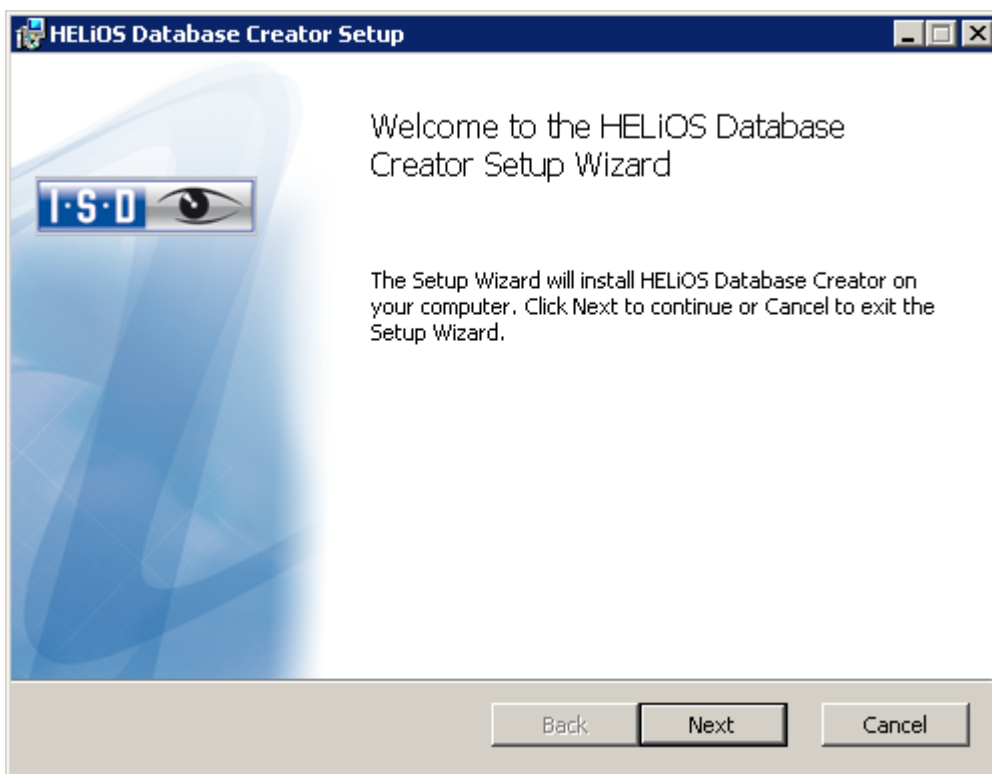 HELiOS Database Creator Setup
Welcome to the HELiOS Database
Creator Setup Wizard
I·S·D
The Setup Wizard will install HELiOS Database Creator on
your computer. Click Next to continue or Cancel to exit the
Setup Wizard.
Back Next Cancel